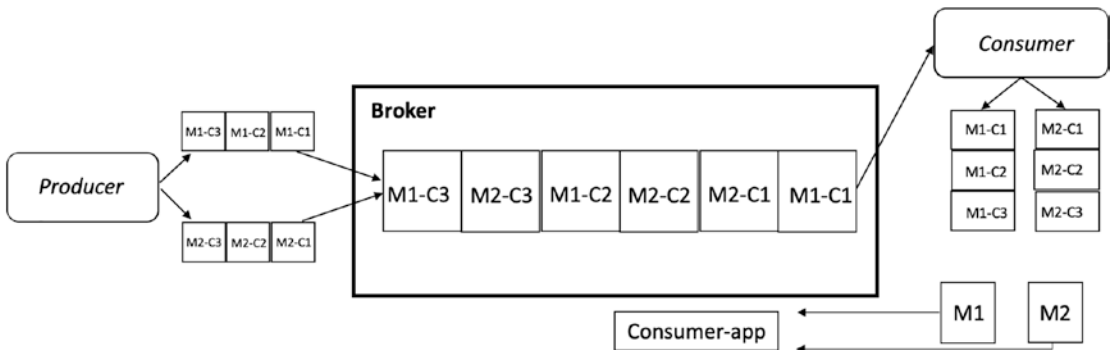 Consumer
Broker
M1-C3 M1-C2 M1-C1
M1-C1 M2-C1
Producer
M1-C3 M2-C3 M1-C2 M2-C2 M2-C1 M1-C1
M1-C2 M2-C2
M1-C3 M2-C3
M2-C3 M2-C2 M2-C1
M1 M2
Consumer-app